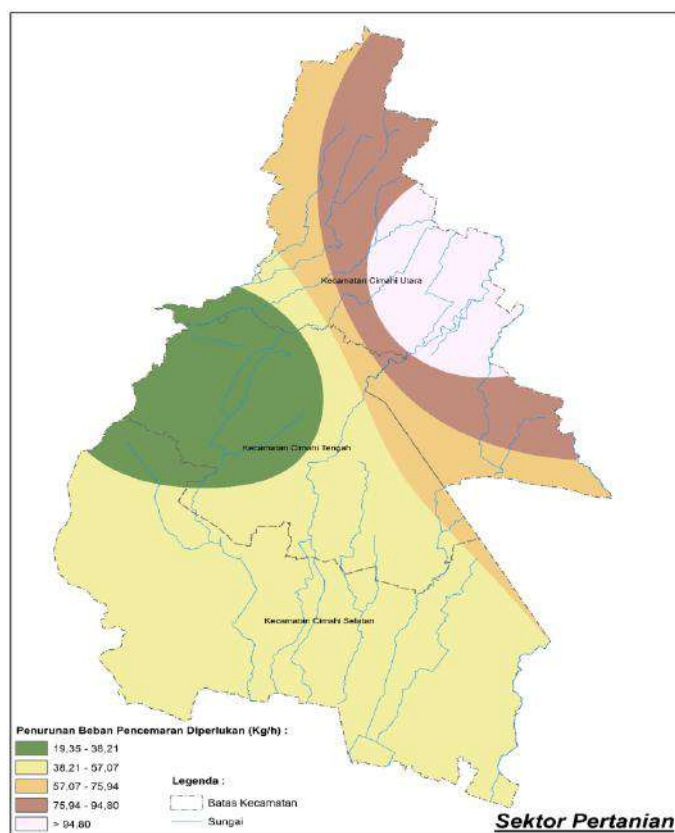 Kecamatan Cimahi Utara
Kecamatan Cimahi Tengah
Kecamatan Cimahi Selatan
Penurunan Beban Pencemaran Diperlukan (Kg/h) :
19,35 - 38,21
38,21 - 57,07
57,07 - 75,94
75,94 - 94,80
> 94.80
Legenda :
Batas Kecamatan
Sungai
Sektor Pertanian